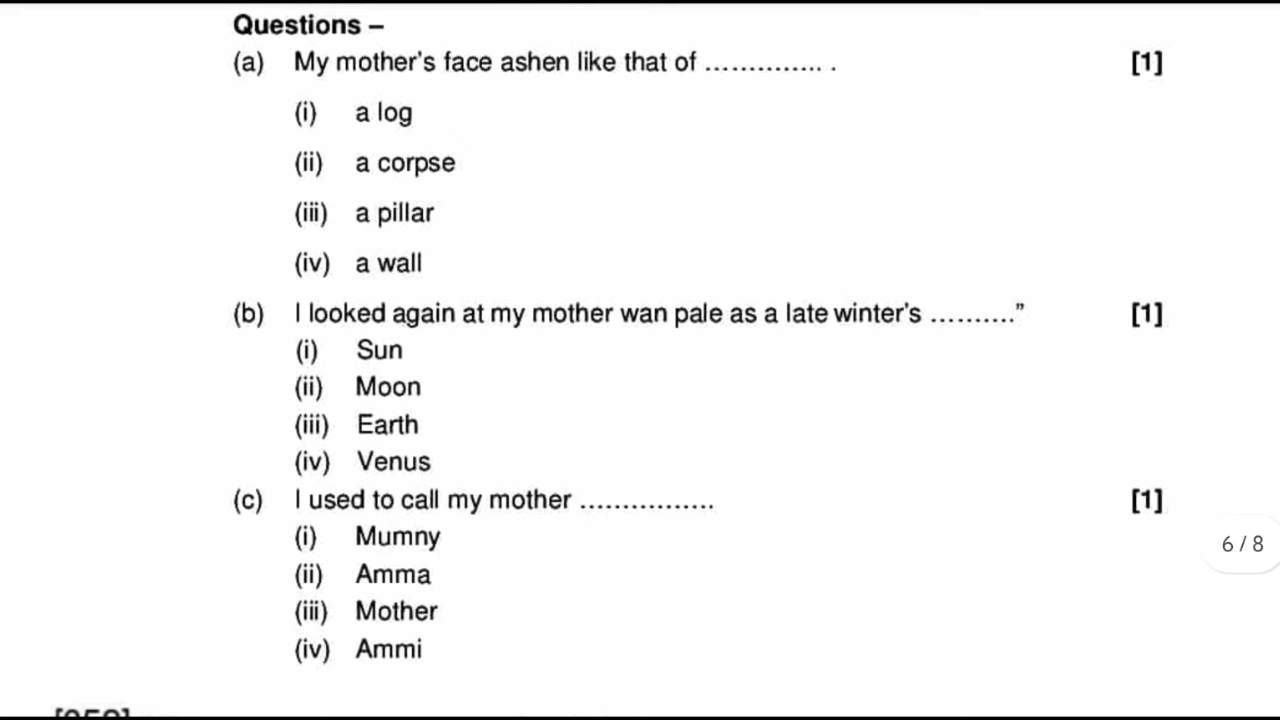 Questions –
(a) My mother's face ashen like that of .............. . [1]
(i) a log
(ii) a corpse
(iii) a pillar
(iv) a wall
(b) I looked again at my mother wan pale as a late winter's .........." [1]
(i) Sun
(ii) Moon
(iii) Earth
(iv) Venus
(c) I used to call my mother ................ [1]
(i) Mumny
(ii) Amma
(iii) Mother
(iv) Ammi
6 / 8